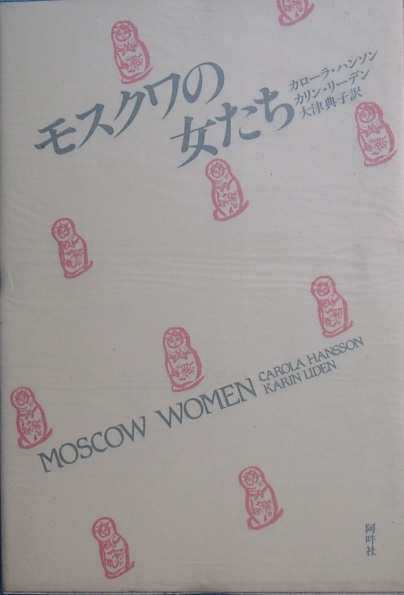 モスクワの
女たち
カローラ・ハンソン
カリン・リーデン
大津典子訳
MOSCOW WOMEN
CAROLA HANSSON
KARIN LIDEN
阿吽社